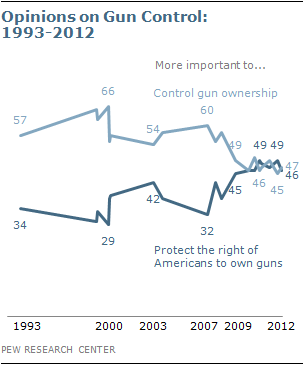 Opinions on Gun Control:
1993-2012
More important to...
Control gun ownership
57
66
54
60
49
49
49
47
46
46
45
45
42
34
29
32
Protect the right of
Americans to own guns
1993 2000 2003 2007 2009 2012
PEW RESEARCH CENTER